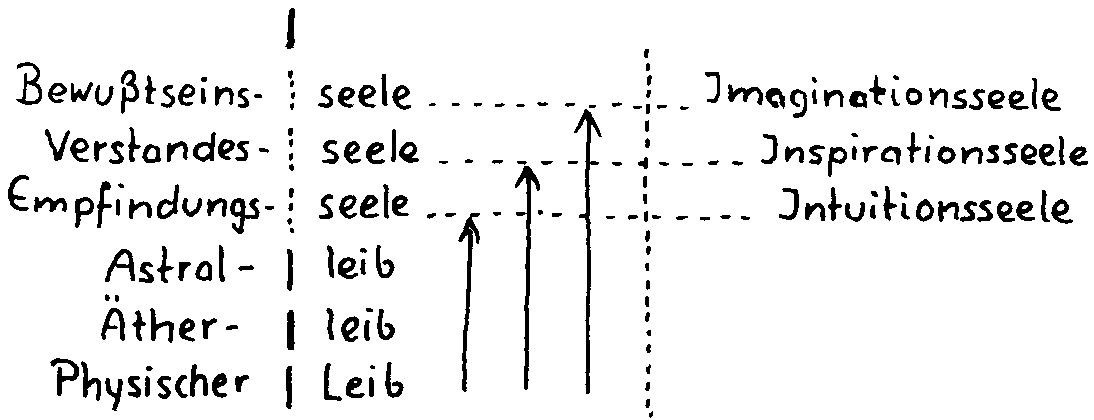 Bewußtseins- seele Imaginationsseele
Verstandes- seele Inspirationsseele
Empfindungs- seele Intuitionsseele
Astral- leib
Äther- leib
Physischer Leib